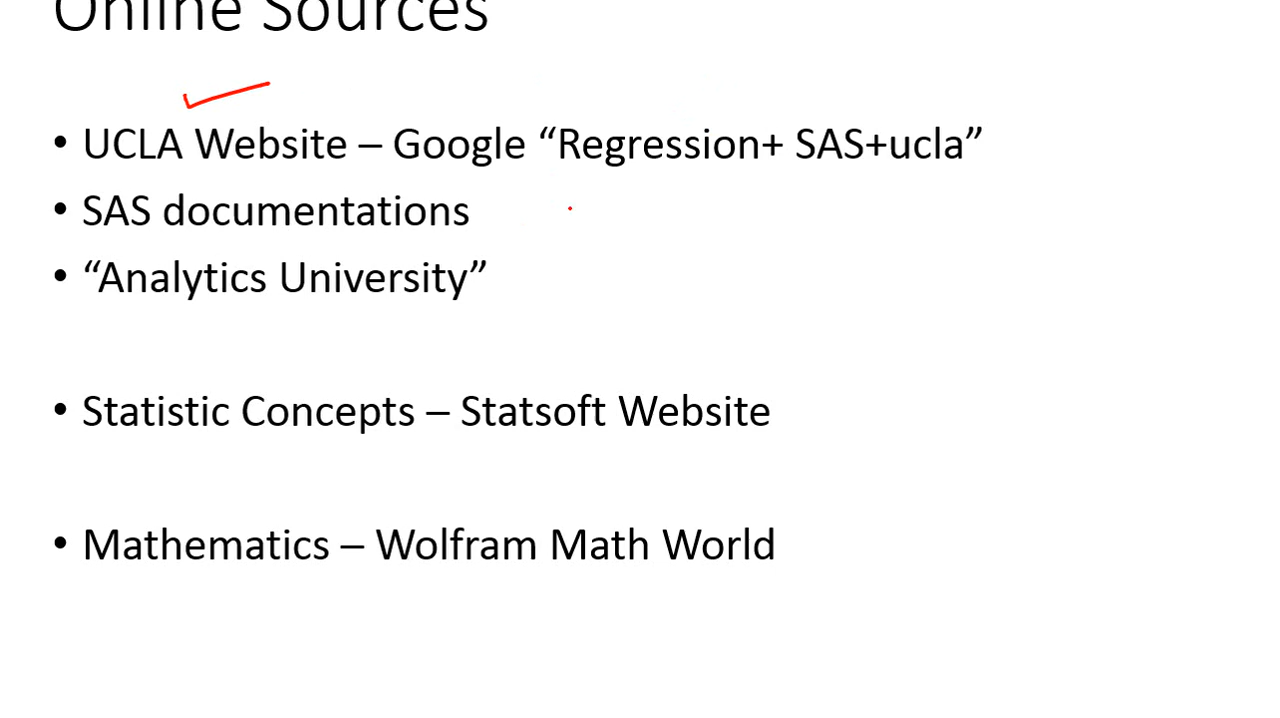 Online Sources
• UCLA Website – Google “Regression+ SAS+ucla”
• SAS documentations
• “Analytics University”
• Statistic Concepts – Statsoft Website
• Mathematics – Wolfram Math World